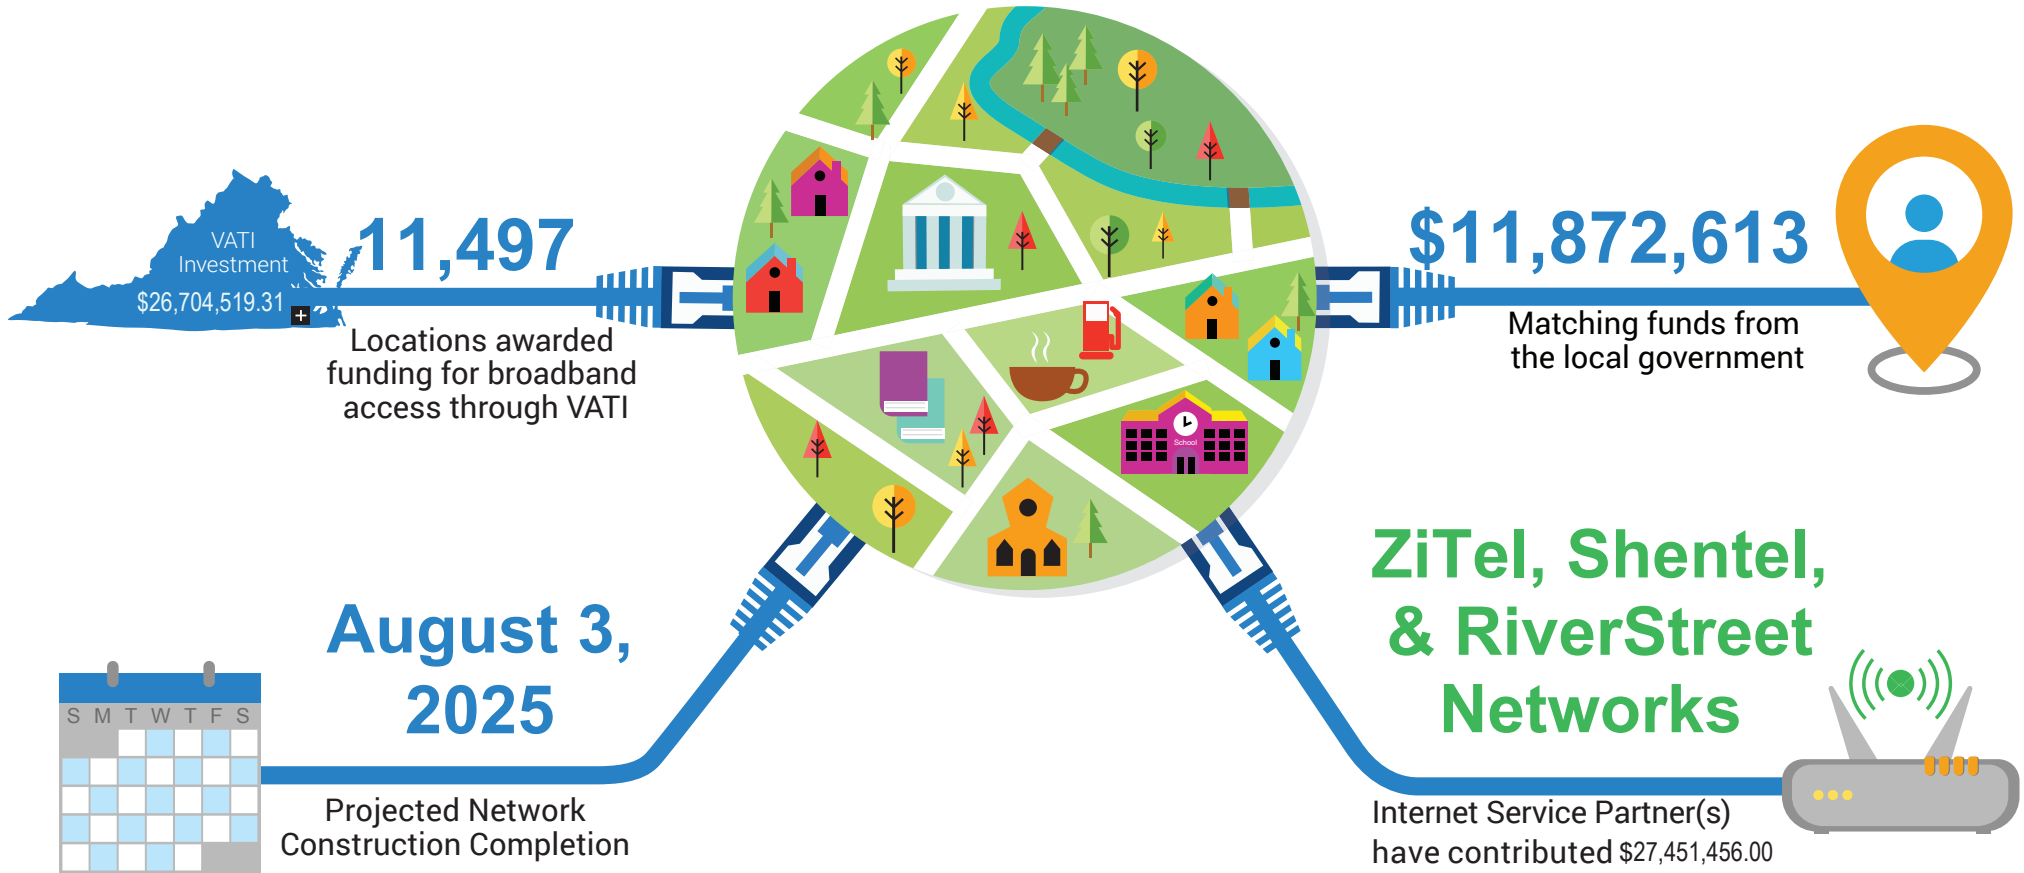 VATI
Investment
$26,704,519.31
11,497
Locations awarded
funding for broadband
access through VATI
$11,872,613
Matching funds from
the local government
School
August 3,
2025
S M T W T F S
Projected Network
Construction Completion
ZiTel, Shentel,
& RiverStreet
Networks
Internet Service Partner(s)
have contributed $27,451,456.00